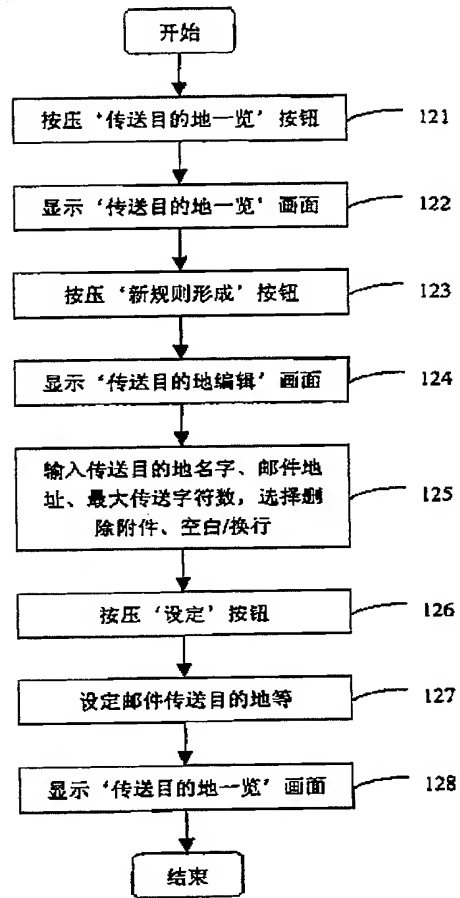 开始
按压‘传送目的地一览’按钮 121
显示‘传送目的地一览’画面 122
按压‘新规则形成’按钮 123
显示‘传送目的地编辑’画面 124
输入传送目的地名字、邮件地
址、最大传送字符数，选择删
除附件、空白/换行
125
按压‘设定’按钮 126
设定邮件传送目的地等 127
显示‘传送目的地一览’画面 128
结束